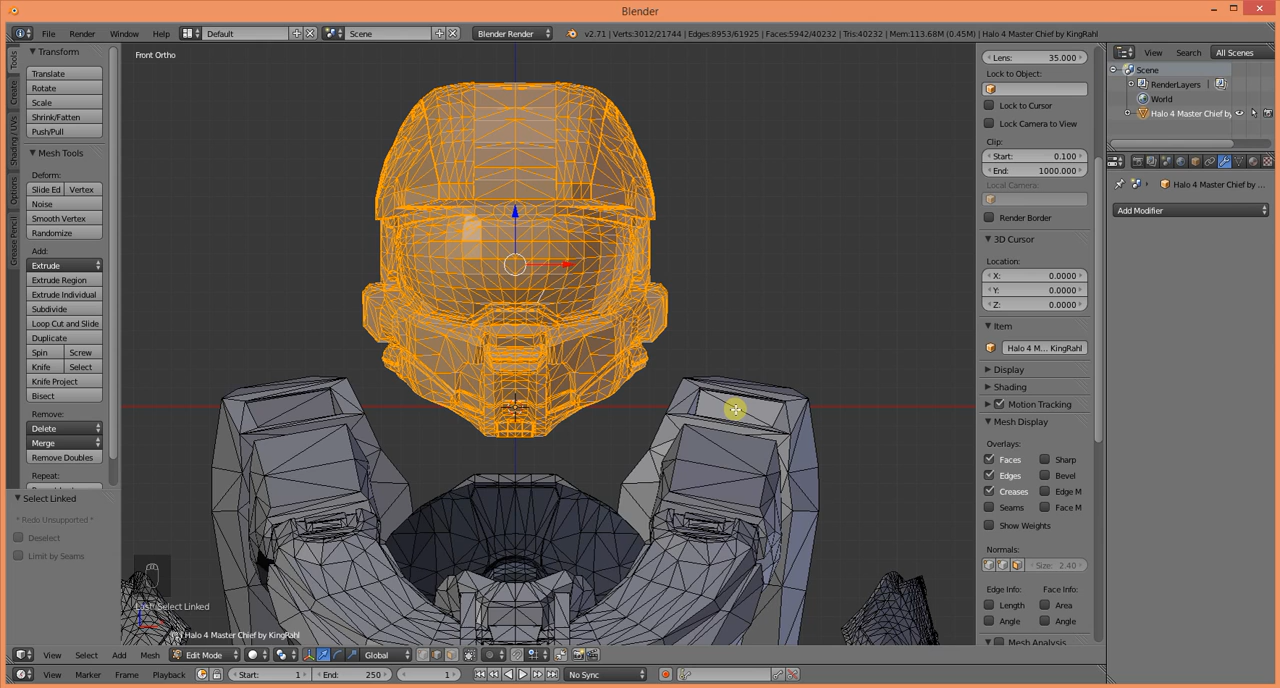 Blender
File Render Window Help Default Scene Blender Render v2.71 | Verts:3012/21744 | Edges:8953/61925 | Faces:5942/40232 | Tris:40232 | Mem:113.68M (0.45M) | Halo 4 Master Chief by KingRahl
Tools
Create
Shading / UVs
Options
Grease Pencil
Transform
Translate
Rotate
Scale
Shrink/Fatten
Push/Pull
Mesh Tools
Deform:
Slide Ed Vertex
Noise
Smooth Vertex
Randomize
Add:
Extrude
Extrude Region
Extrude Individual
Subdivide
Loop Cut and Slide
Duplicate
Spin Screw
Knife Select
Knife Project
Bisect
Remove:
Delete
Merge
Remove Doubles
Repeat:
Select Linked
* Redo Unsupported *
Deselect
Limit by Seams
Front Ortho
Last: Select Linked
(1) Halo 4 Master Chief by KingRahl
Lens: 35.000
Lock to Object:
Lock to Cursor
Lock Camera to View
Clip:
Start: 0.100
End: 1000.000
Local Camera:
Render Border
3D Cursor
Location:
X: 0.0000
Y: 0.0000
Z: 0.0000
Item
Halo 4 M... KingRahl
Display
Shading
Motion Tracking
Mesh Display
Overlays:
Faces Sharp
Edges Bevel
Creases Edge M
Seams Face M
Show Weights
Normals:
Size: 2.40
Edge Info: Face Info:
Length Area
Angle Angle
Mesh Analysis
View Search All Scenes
Scene
RenderLayers |
World
Halo 4 Master Chief by
Halo 4 Master Chief by ...
Add Modifier
View Select Add Mesh Edit Mode Global
View Marker Frame Playback Start: 1 End: 250 1 No Sync